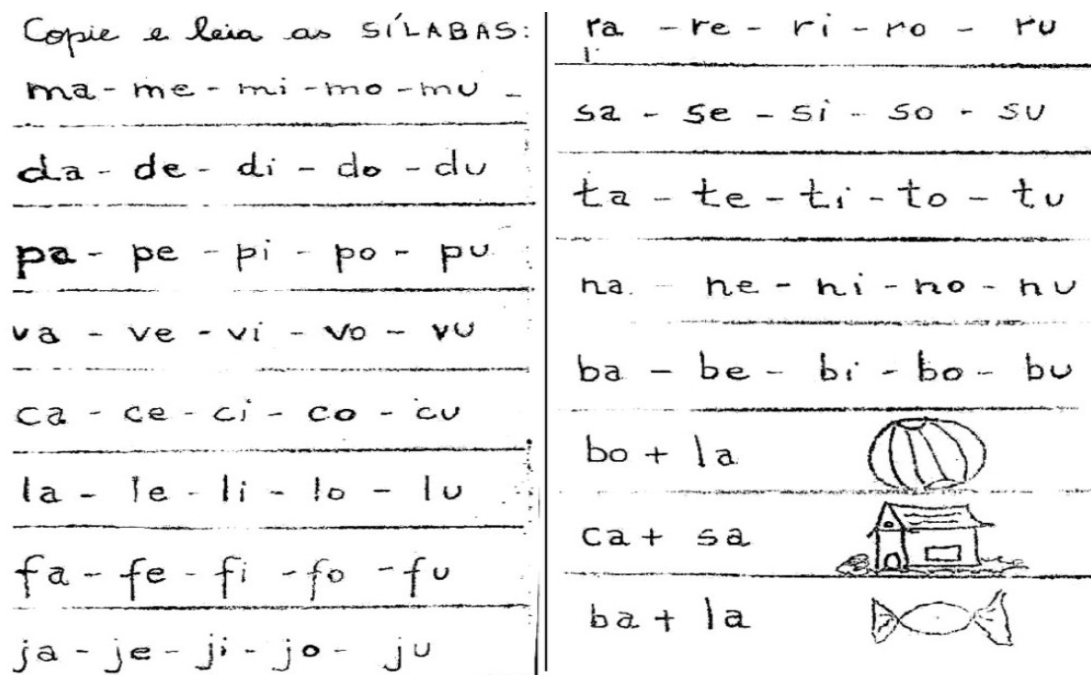 Copie e leia as SÍLABAS:
ma - me - mi - mo - mu -
da - de - di - do - du
pa - pe - pi - po - pu
va - ve - vi - vo - vu
ca - ce - ci - co - cu
la - le - li - lo - lu
fa - fe - fi - fo - fu
ja - je - ji - jo - ju
ra - re - ri - ro - ru
sa - se - si - so - su
ta - te - ti - to - tu
na - ne - ni - no - nu
ba - be - bi - bo - bu
bo + la
ca + sa
ba + la